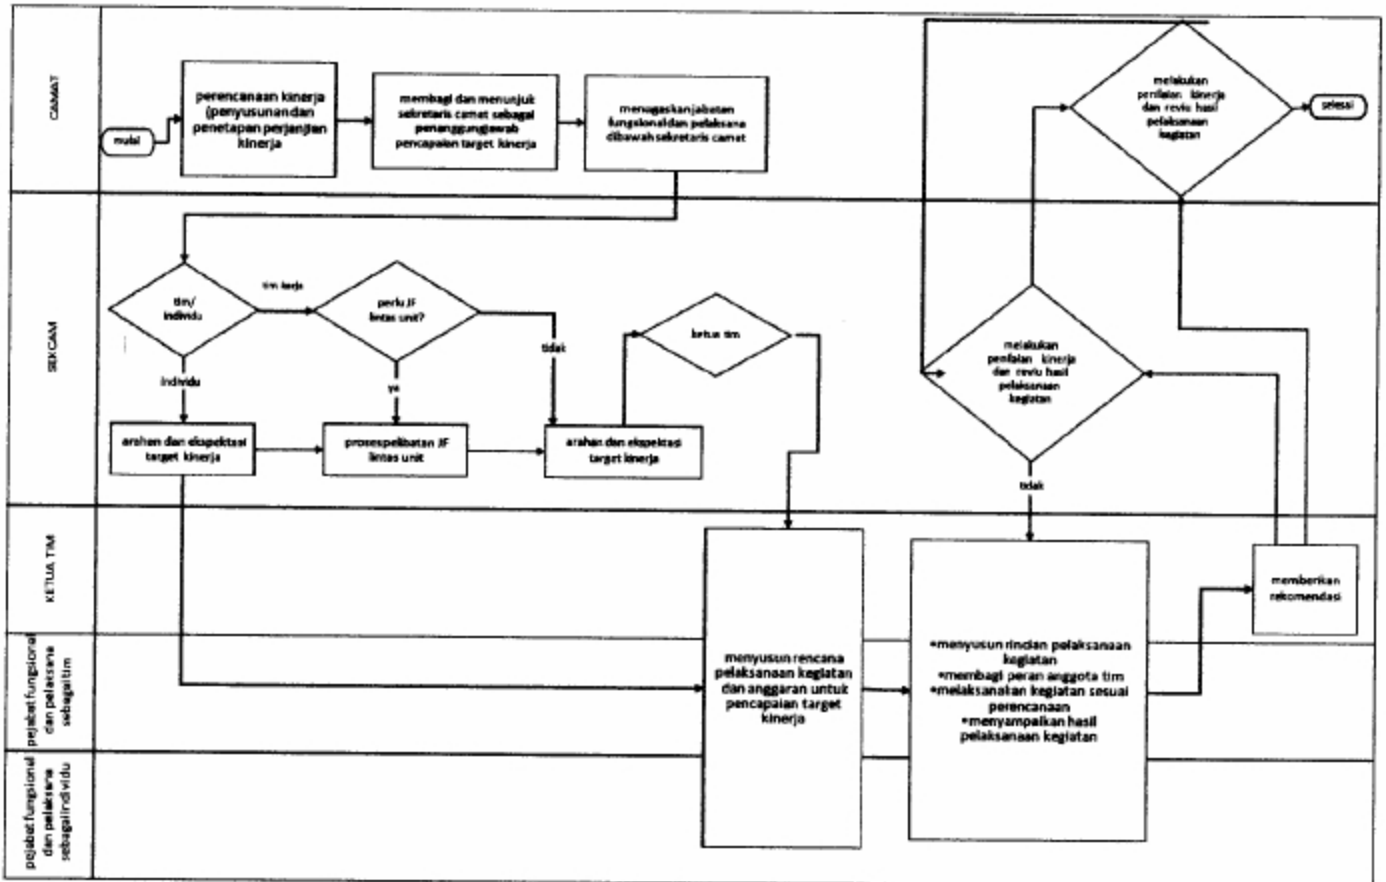 CAMAT
mulai
perencanaan kinerja
(penyusunan dan
penetapan perjanjian
kinerja
membagi dan menunjuk
sekretaris camat sebagai
penanggungjawab
pencapaian target kinerja
menugaskan jabatan
fungsional dan pelaksana
dibawah sekretaris camat
melakukan
penilaian kinerja
dan reviu hasil
pelaksanaan
kegiatan
selesai
SEKCAM
tim/
individu
tim kerja
perlu JF
lintas unit?
tidak
ketua tim
individu
ya
arahan dan ekspektasi
target kinerja
prosespelibatan JF
lintas unit
arahan dan ekspektasi
target kinerja
melakukan
penilaian kinerja
dan reviu hasil
pelaksanaan
kegiatan
tidak
KETUA TIM
memberikan
rekomendasi
pejabat fungsional
dan pelaksana
sebagai tim
menyusun rencana
pelaksanaan kegiatan
dan anggaran untuk
pencapaian target
kinerja
•menyusun rincian pelaksanaan
kegiatan
•membagi peran anggota tim
•melaksanakan kegiatan sesuai
perencanaan
•menyampaikan hasil
pelaksanaan kegiatan
pejabat fungsional
dan pelaksana
sebagai individu